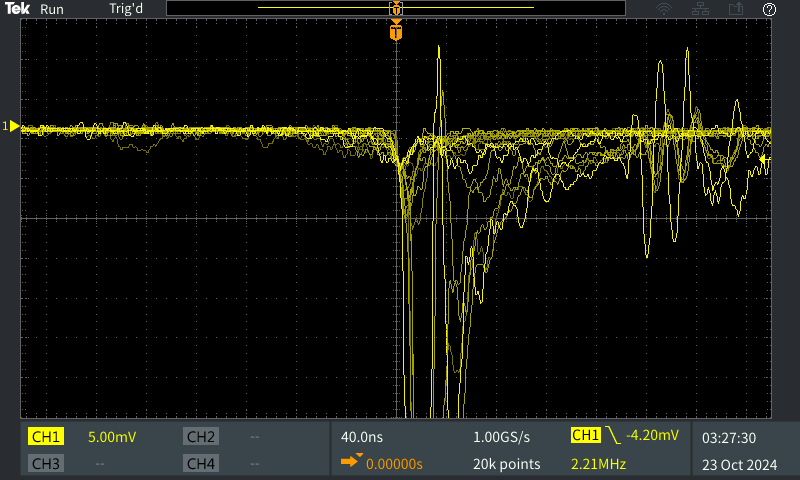 Tek Run Trig'd T ?
T
1
CH1 5.00mV CH2 -- 40.0ns 1.00GS/s CH1 -4.20mV 03:27:30
CH3 -- CH4 -- 0.00000s 20k points 2.21MHz 23 Oct 2024